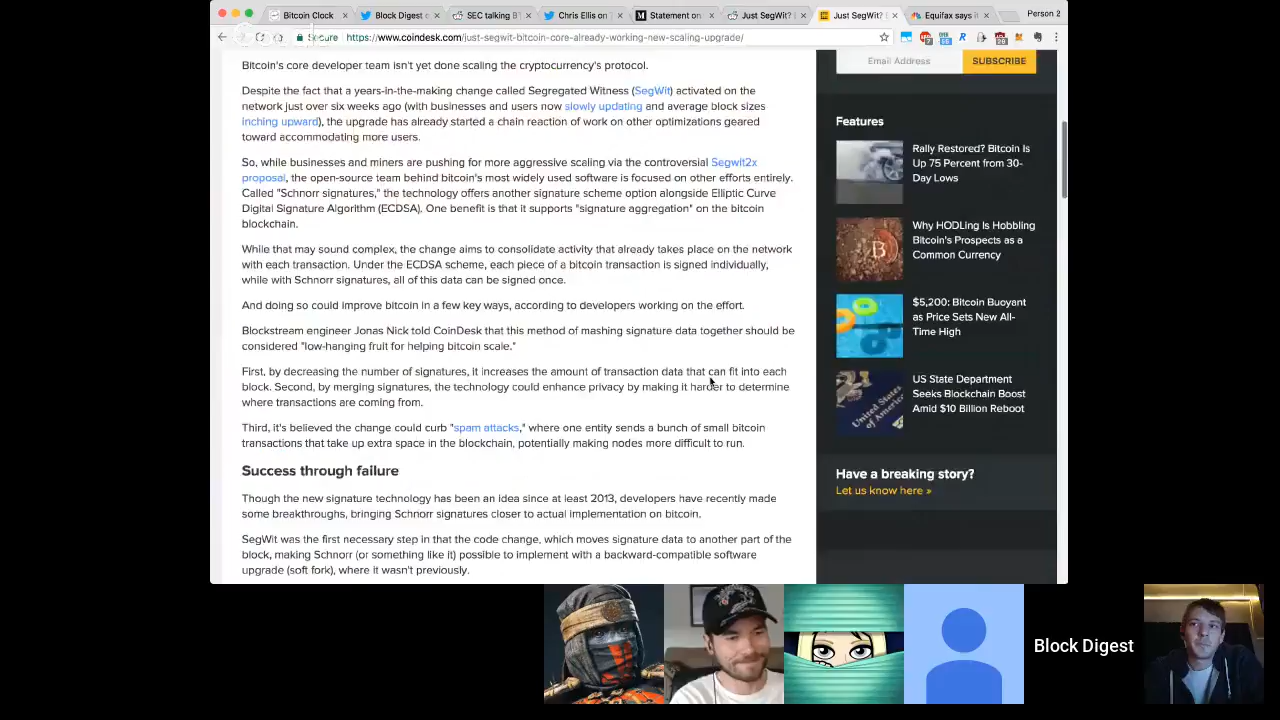 Bitcoin Clock
Block Digest o
SEC talking B
Chris Ellis on
Statement on
Just SegWit?
Just SegWit? B
Equifax says i
Person 2
Secure
https://www.coindesk.com/just-segwit-bitcoin-core-already-working-new-scaling-upgrade/
Bitcoin's core developer team isn't yet done scaling the cryptocurrency's protocol.
Despite the fact that a years-in-the-making change called Segregated Witness (SegWit) activated on the
network just over six weeks ago (with businesses and users now slowly updating and average block sizes
inching upward), the upgrade has already started a chain reaction of work on other optimizations geared
toward accommodating more users.
So, while businesses and miners are pushing for more aggressive scaling via the controversial Segwit2x
proposal, the open-source team behind bitcoin's most widely used software is focused on other efforts entirely.
Called "Schnorr signatures," the technology offers another signature scheme option alongside Elliptic Curve
Digital Signature Algorithm (ECDSA). One benefit is that it supports "signature aggregation" on the bitcoin
blockchain.
While that may sound complex, the change aims to consolidate activity that already takes place on the network
with each transaction. Under the ECDSA scheme, each piece of a bitcoin transaction is signed individually,
while with Schnorr signatures, all of this data can be signed once.
And doing so could improve bitcoin in a few key ways, according to developers working on the effort.
Blockstream engineer Jonas Nick told CoinDesk that this method of mashing signature data together should be
considered "low-hanging fruit for helping bitcoin scale."
First, by decreasing the number of signatures, it increases the amount of transaction data that can fit into each
block. Second, by merging signatures, the technology could enhance privacy by making it harder to determine
where transactions are coming from.
Third, it's believed the change could curb "spam attacks," where one entity sends a bunch of small bitcoin
transactions that take up extra space in the blockchain, potentially making nodes more difficult to run.
Success through failure
Though the new signature technology has been an idea since at least 2013, developers have recently made
some breakthroughs, bringing Schnorr signatures closer to actual implementation on bitcoin.
SegWit was the first necessary step in that the code change, which moves signature data to another part of the
block, making Schnorr (or something like it) possible to implement with a backward-compatible software
upgrade (soft fork), where it wasn't previously.
Email Address
SUBSCRIBE
Features
Rally Restored? Bitcoin Is
Up 75 Percent from 30-
Day Lows
Why HODLing Is Hobbling
Bitcoin's Prospects as a
Common Currency
$5,200: Bitcoin Buoyant
as Price Sets New All-
Time High
US State Department
Seeks Blockchain Boost
Amid $10 Billion Reboot
Have a breaking story?
Let us know here »
Block Digest